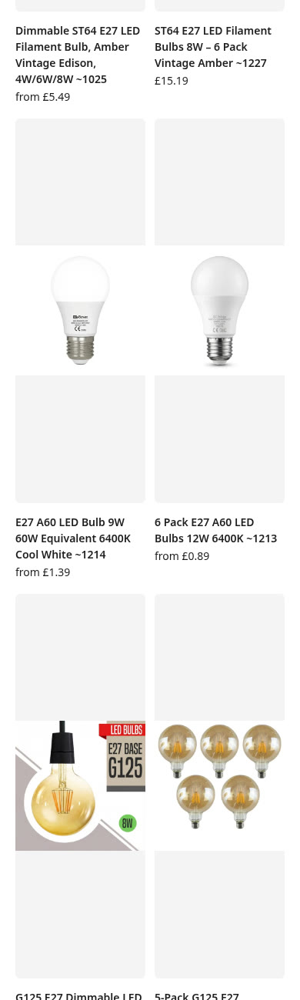 Dimmable ST64 E27 LED
Filament Bulb, Amber
Vintage Edison,
4W/6W/8W ~1025
from £5.49
ST64 E27 LED Filament
Bulbs 8W – 6 Pack
Vintage Amber ~1227
£15.19
E27 A60 LED Bulb 9W
60W Equivalent 6400K
Cool White ~1214
from £1.39
6 Pack E27 A60 LED
Bulbs 12W 6400K ~1213
from £0.89
LED BULBS
E27 BASE
G125
8W
G125 E27 Dimmable LED
5-Pack G125 E27